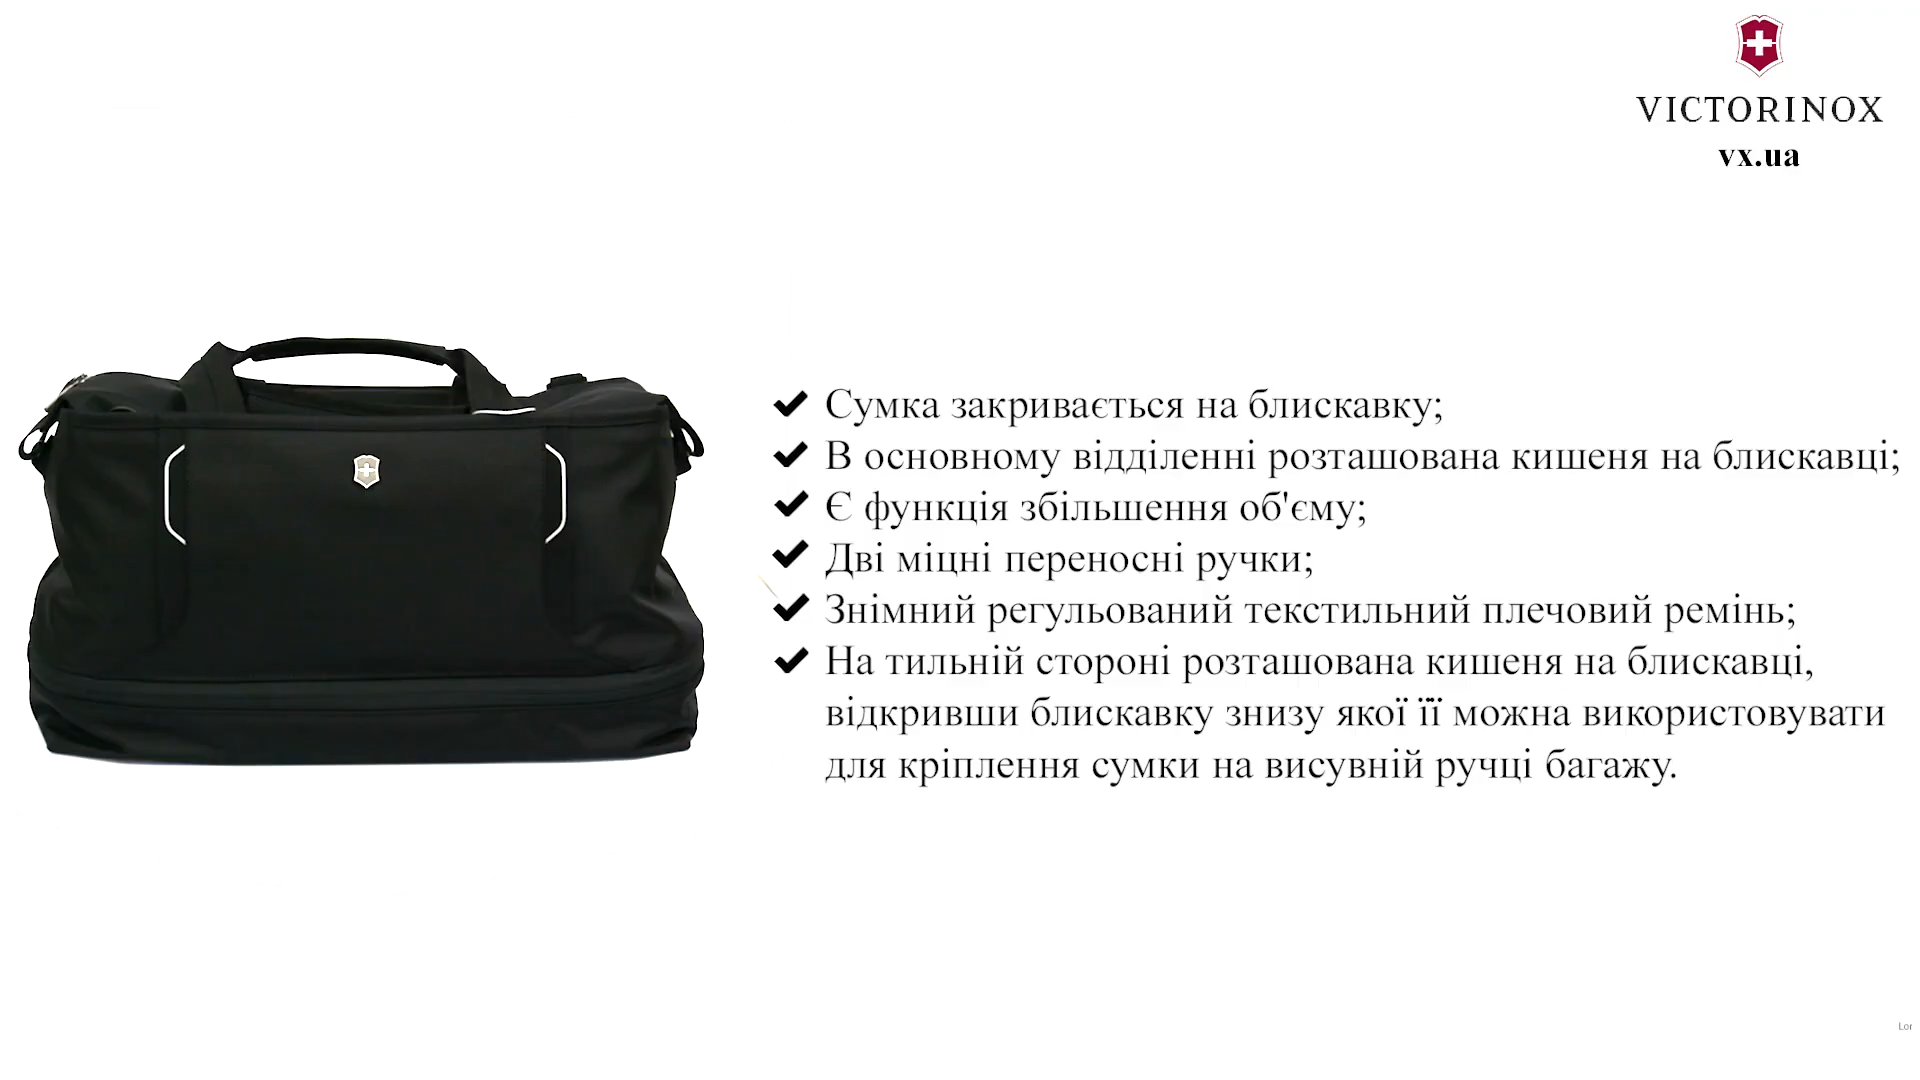 VICTORINOX
vx.ua
Сумка закривається на блискавку;
В основному відділенні розташована кишеня на блискавці;
Є функція збільшення об'єму;
Дві міцні переносні ручки;
Знімний регульований текстильний плечовий ремінь;
На тильній стороні розташована кишеня на блискавці,
відкривши блискавку знизу якої її можна використовувати
для кріплення сумки на висувній ручці багажу.
Lor